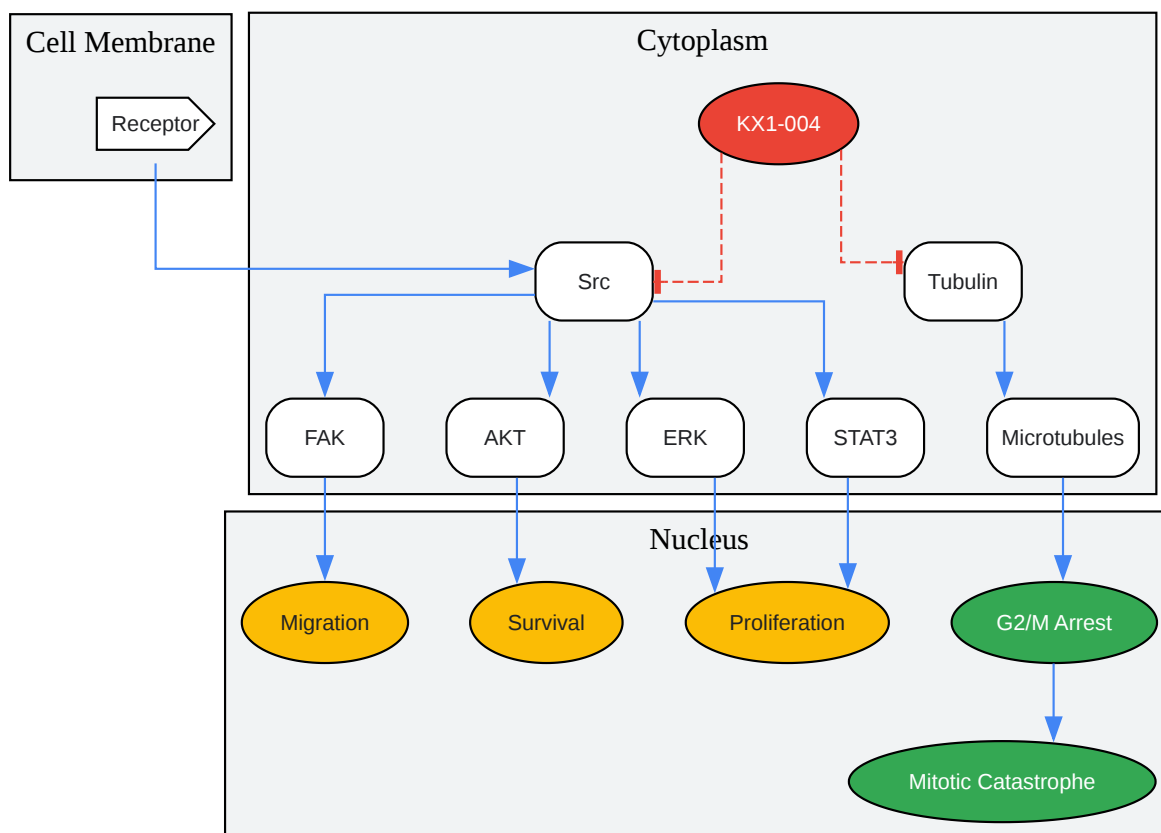 Cell Membrane
Receptor
Cytoplasm
KX1-004
Src
Tubulin
FAK
AKT
ERK
STAT3
Microtubules
Nucleus
Migration
Survival
Proliferation
G2/M Arrest
Mitotic Catastrophe